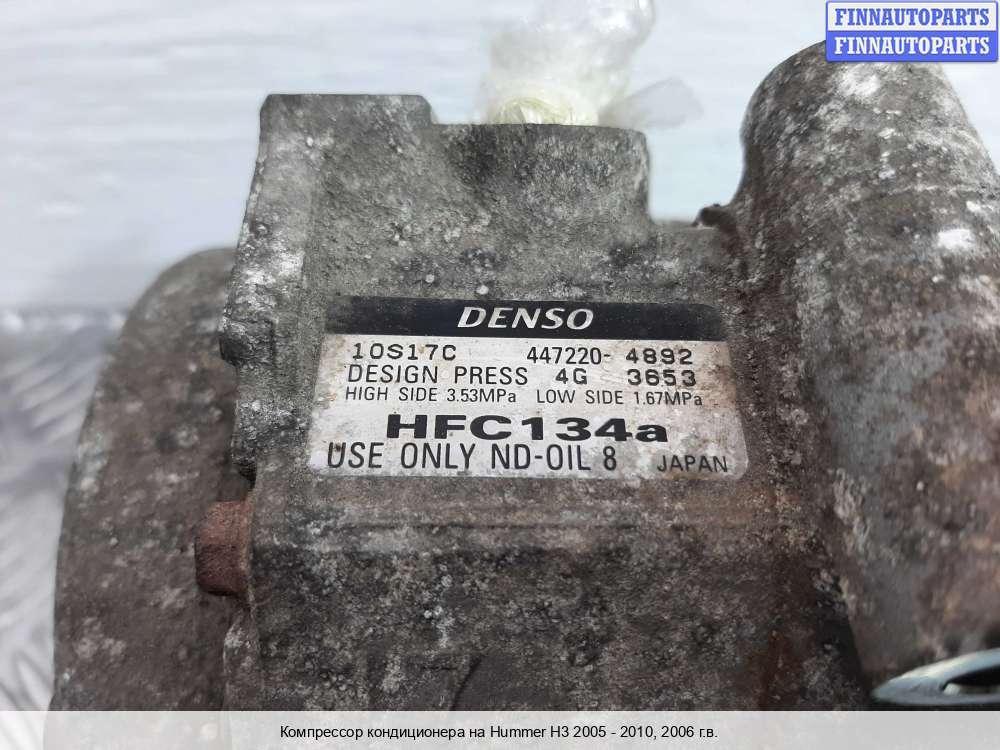 FINNAUTOPARTS
FINNAUTOPARTS
DENSO
10S17C 447220-4892
DESIGN PRESS 4G 3653
HIGH SIDE 3.53MPa LOW SIDE 1.67MPa
HFC134a
USE ONLY ND-OIL 8 JAPAN
Компрессор кондиционера на Hummer H3 2005 - 2010, 2006 г.в.